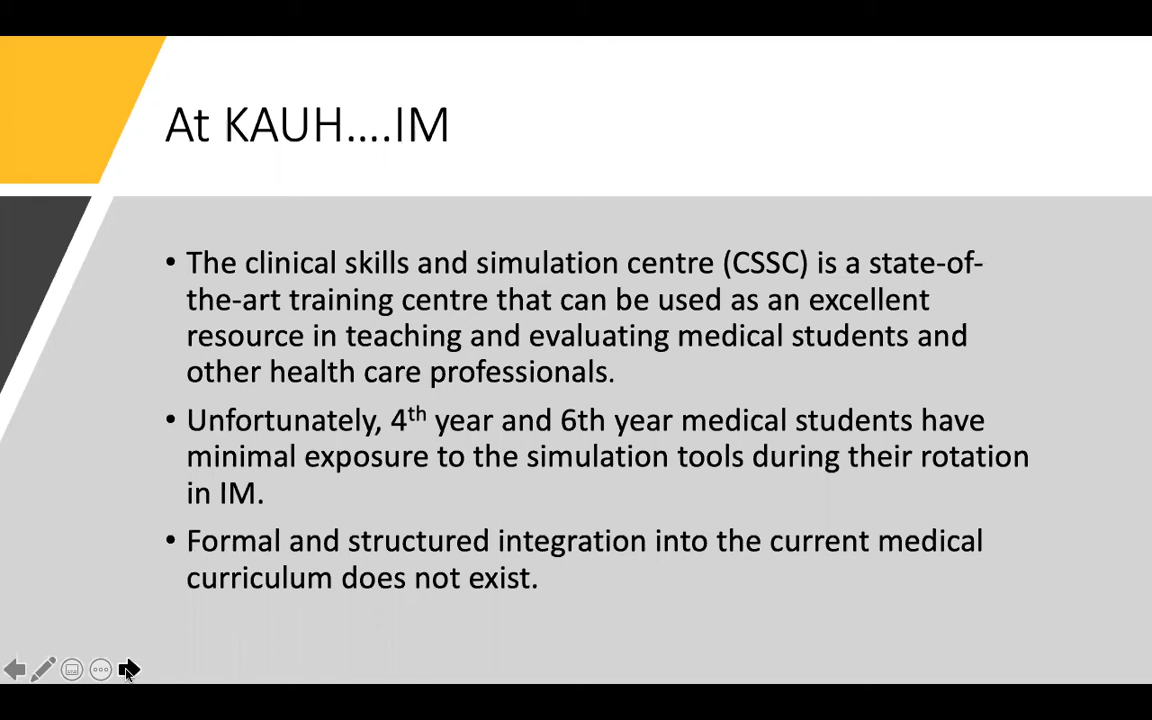 At KAUH....IM
• The clinical skills and simulation centre (CSSC) is a state-of-
the-art training centre that can be used as an excellent
resource in teaching and evaluating medical students and
other health care professionals.
• Unfortunately, 4th year and 6th year medical students have
minimal exposure to the simulation tools during their rotation
in IM.
• Formal and structured integration into the current medical
curriculum does not exist.